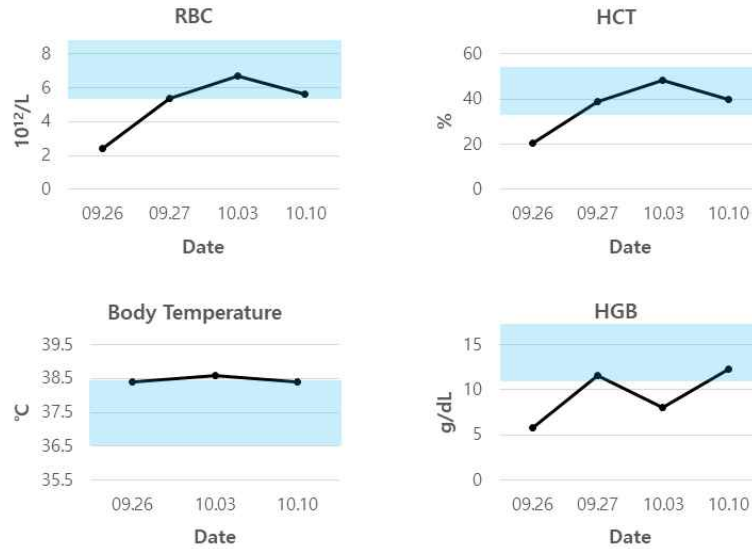 RBC
8
6
4
2
0
10¹²/L
09.26 09.27 10.03 10.10
Date
HCT
60
40
20
0
%
09.26 09.27 10.03 10.10
Date
Body Temperature
39.5
38.5
37.5
36.5
35.5
℃
09.26 10.03 10.10
Date
HGB
15
10
5
0
g/dL
09.26 09.27 10.03 10.10
Date